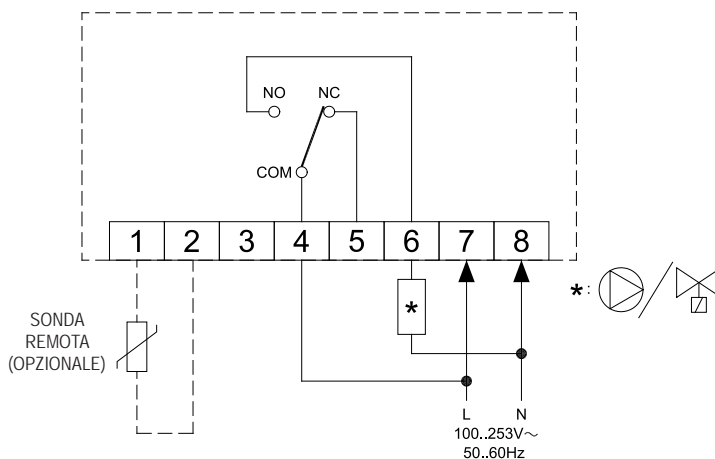 NO NC
COM
1 2 3 4 5 6 7 8
*
* :
SONDA
REMOTA
(OPZIONALE)
L N
100..253V~
50..60Hz